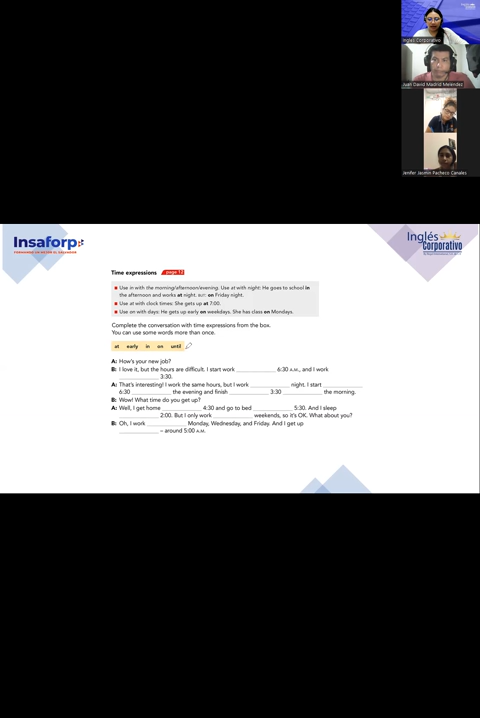 Inglés Corporativo
Juan David Madrid Melendez
Jenifer Jasmin Pacheco Canales
Insaforp
Inglés
Corporativo
Time expressions page 17
Use in with the morning/afternoon/evening. Use at with night: He goes to school in
the afternoon and works at night. BUT: on Friday night.
Use at with clock times: She gets up at 7:00.
Use on with days: He gets up early on weekdays. She has class on Mondays.
Complete the conversation with time expressions from the box.
You can use some words more than once.
at early in on until
A: How's your new job?
B: I love it, but the hours are difficult. I start work ____________ 6:30 A.M., and I work
____________ 3:30.
A: That's interesting! I work the same hours, but I work ____________ night. I start ____________
6:30 ____________ the evening and finish ____________ 3:30 ____________ the morning.
B: Wow! What time do you get up?
A: Well, I get home ____________ 4:30 and go to bed ____________ 5:30. And I sleep
____________ 2:00. But I only work ____________ weekends, so it's OK. What about you?
B: Oh, I work ____________ Monday, Wednesday, and Friday. And I get up
____________ – around 5:00 A.M.